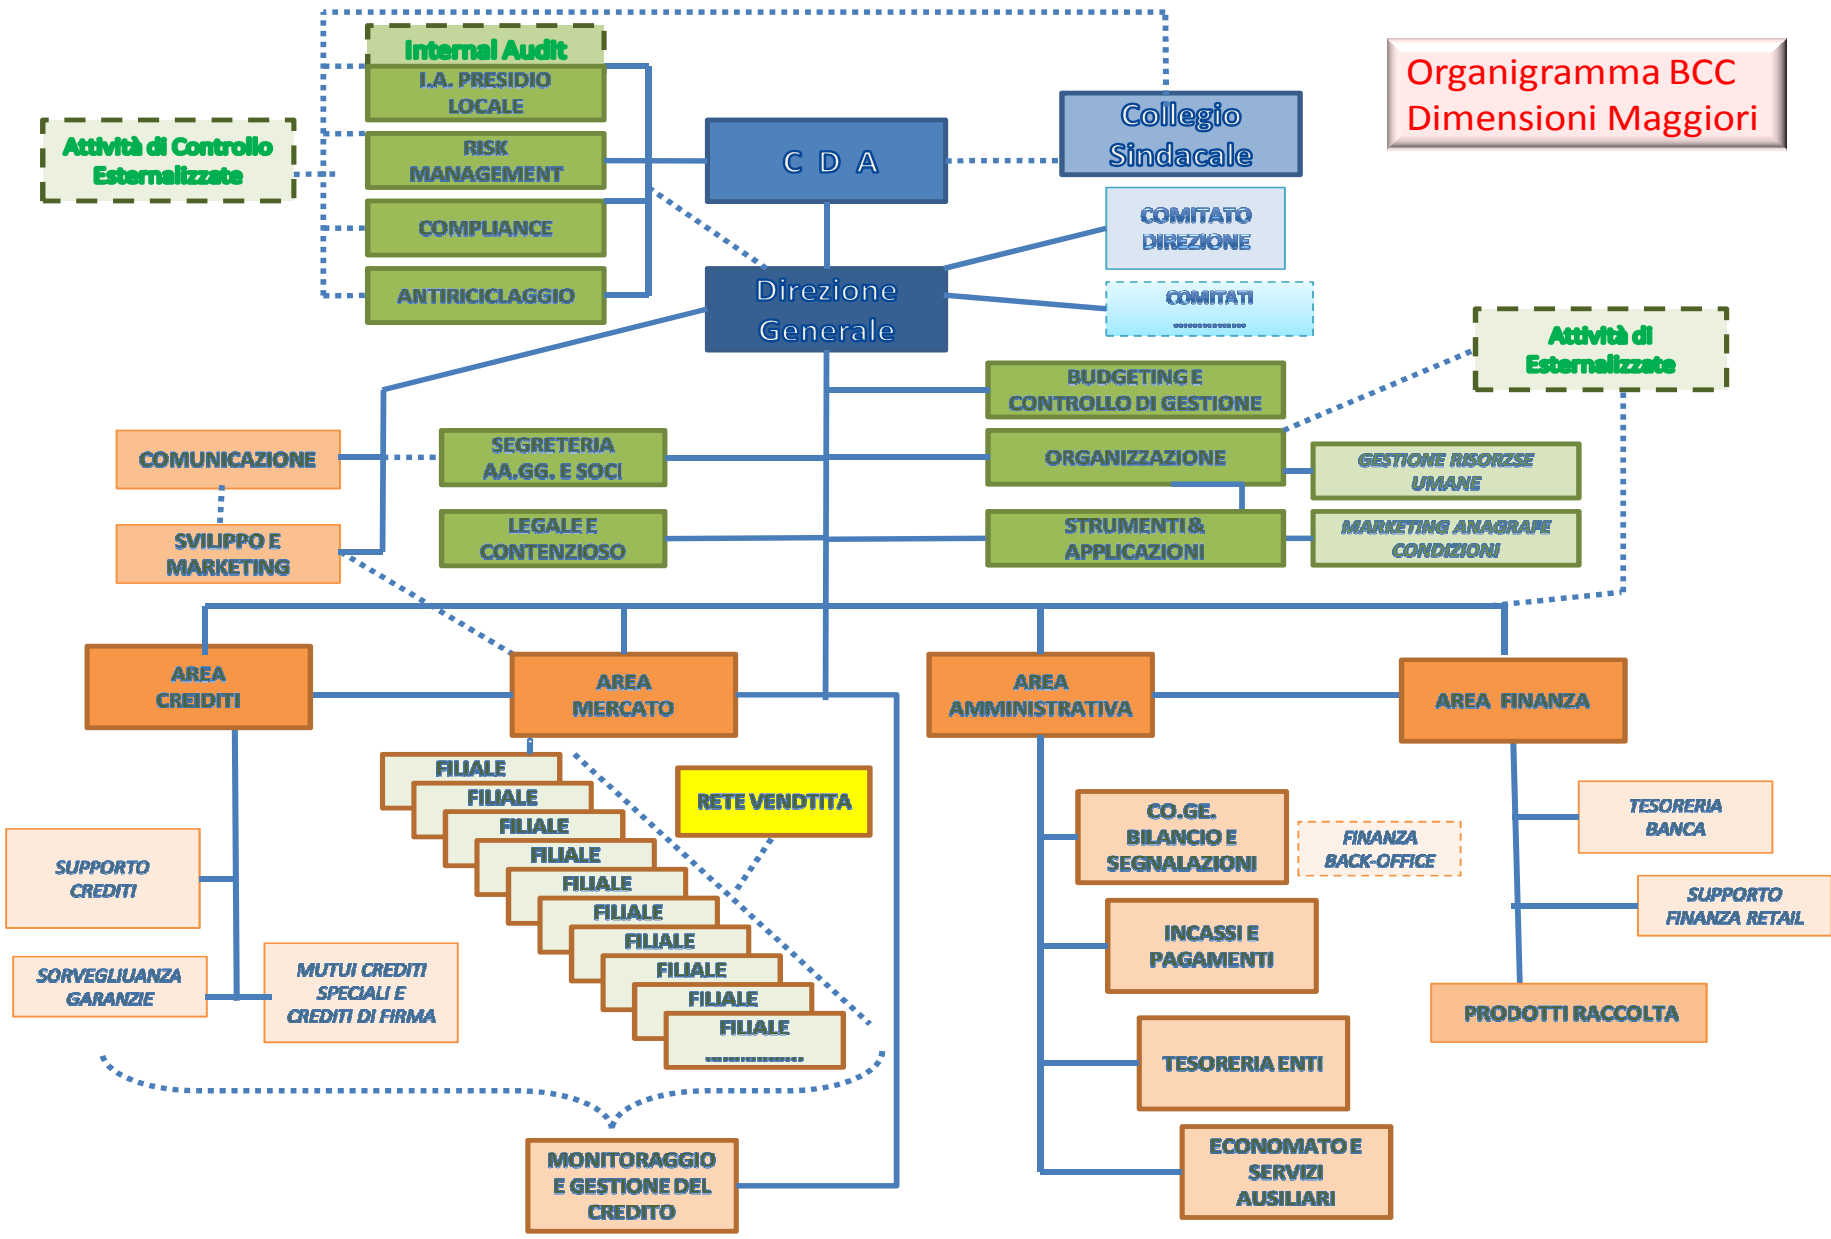 Organigramma BCC
Dimensioni Maggiori
Internal Audit
I.A. PRESIDIO
LOCALE
Attività di Controllo
Esternalizzate
RISK
MANAGEMENT
COMPLIANCE
ANTIRICICLAGGIO
C D A
Collegio
Sindacale
COMITATO
DIREZIONE
Direzione
Generale
COMITATI
................
Attività di
Esternalizzate
BUDGETING E
CONTROLLO DI GESTIONE
COMUNICAZIONE
SEGRETERIA
AA.GG. E SOCI
ORGANIZZAZIONE
GESTIONE RISORZSE
UMANE
SVILIPPO E
MARKETING
LEGALE E
CONTENZIOSO
STRUMENTI &
APPLICAZIONI
MARKETING ANAGRAFE
CONDIZIONI
AREA
CREIDITI
AREA
MERCATO
AREA
AMMINISTRATIVA
AREA FINANZA
FILIALE
FILIALE
FILIALE
FILIALE
FILIALE
FILIALE
FILIALE
FILIALE
FILIALE
FILIALE
......................
RETE VENDTITA
SUPPORTO
CREDITI
SORVEGLIUANZA
GARANZIE
MUTUI CREDITI
SPECIALI E
CREDITI DI FIRMA
CO.GE.
BILANCIO E
SEGNALAZIONI
FINANZA
BACK-OFFICE
INCASSI E
PAGAMENTI
TESORERIA ENTI
ECONOMATO E
SERVIZI
AUSILIARI
TESORERIA
BANCA
SUPPORTO
FINANZA RETAIL
PRODOTTI RACCOLTA
MONITORAGGIO
E GESTIONE DEL
CREDITO